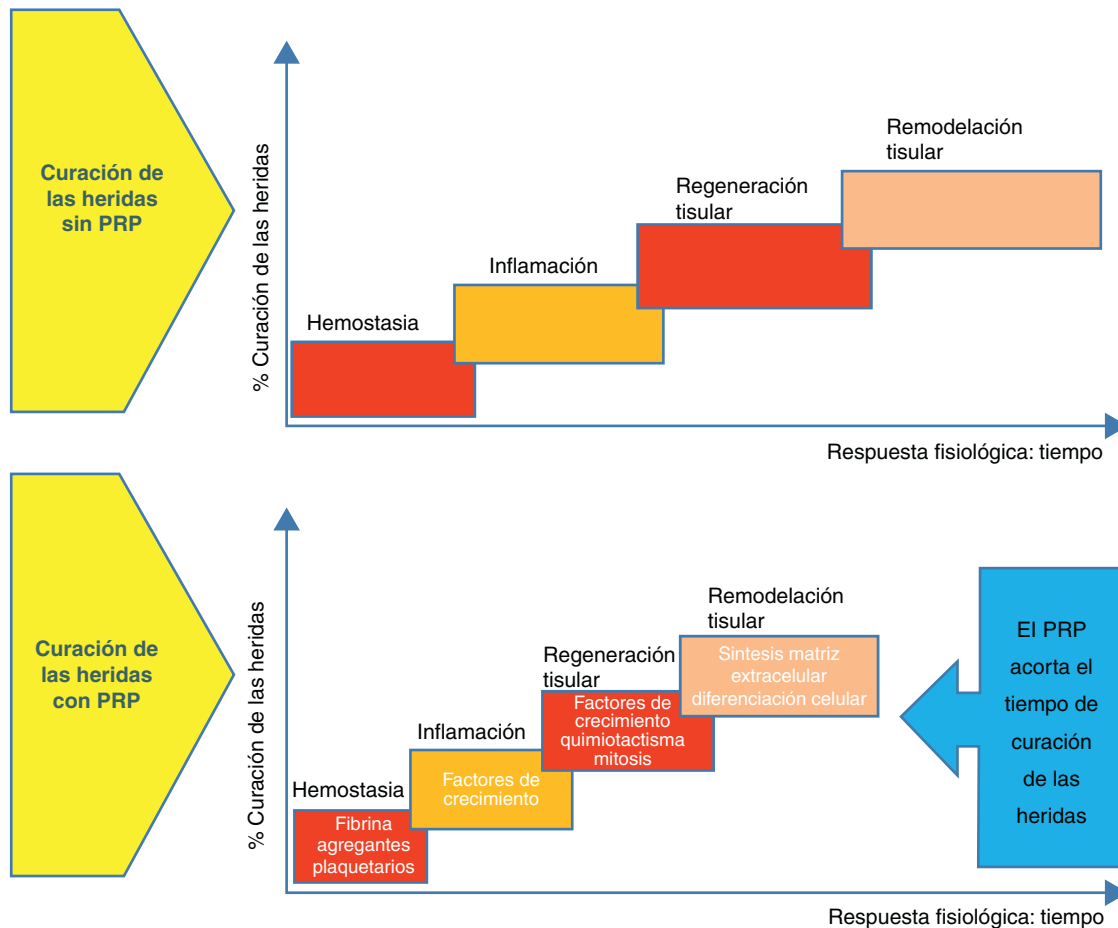 Curación de
las heridas
sin PRP
% Curación de las heridas
Hemostasia
Inflamación
Regeneración
tisular
Remodelación
tisular
Respuesta fisiológica: tiempo
Curación de
las heridas
con PRP
% Curación de las heridas
Hemostasia
Fibrina
agregantes
plaquetarios
Inflamación
Factores de
crecimiento
Regeneración
tisular
Factores de
crecimiento
quimiotactismo
mitosis
Remodelación
tisular
Sintesis matriz
extracelular
diferenciación celular
El PRP
acorta el
tiempo de
curación
de las
heridas
Respuesta fisiológica: tiempo